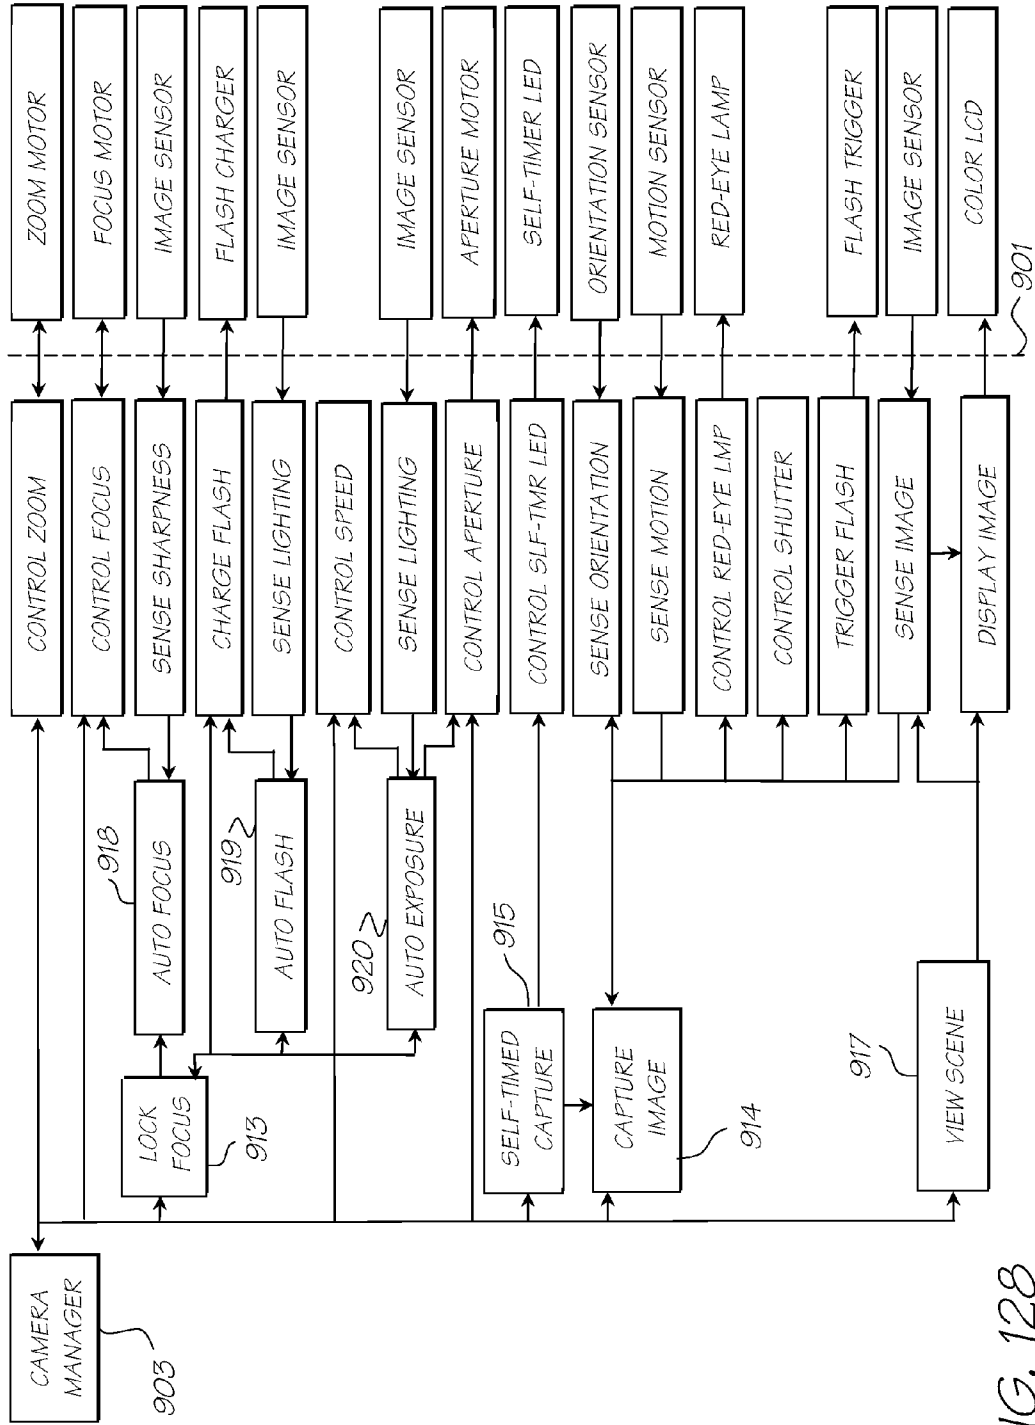 CAMERA
MANAGER
903
LOCK
FOCUS
913
AUTO FOCUS
918
AUTO FLASH
919
AUTO EXPOSURE
920
SELF-TIMED
CAPTURE
915
CAPTURE
IMAGE
914
VIEW SCENE
917
CONTROL ZOOM
CONTROL FOCUS
SENSE SHARPNESS
CHARGE FLASH
SENSE LIGHTING
CONTROL SPEED
SENSE LIGHTING
CONTROL APERTURE
CONTROL SLF-TMR LED
SENSE ORIENTATION
SENSE MOTION
CONTROL RED-EYE LMP
CONTROL SHUTTER
TRIGGER FLASH
SENSE IMAGE
DISPLAY IMAGE
ZOOM MOTOR
FOCUS MOTOR
IMAGE SENSOR
FLASH CHARGER
IMAGE SENSOR
IMAGE SENSOR
APERTURE MOTOR
SELF-TIMER LED
ORIENTATION SENSOR
MOTION SENSOR
RED-EYE LAMP
FLASH TRIGGER
IMAGE SENSOR
COLOR LCD
901
IG. 128